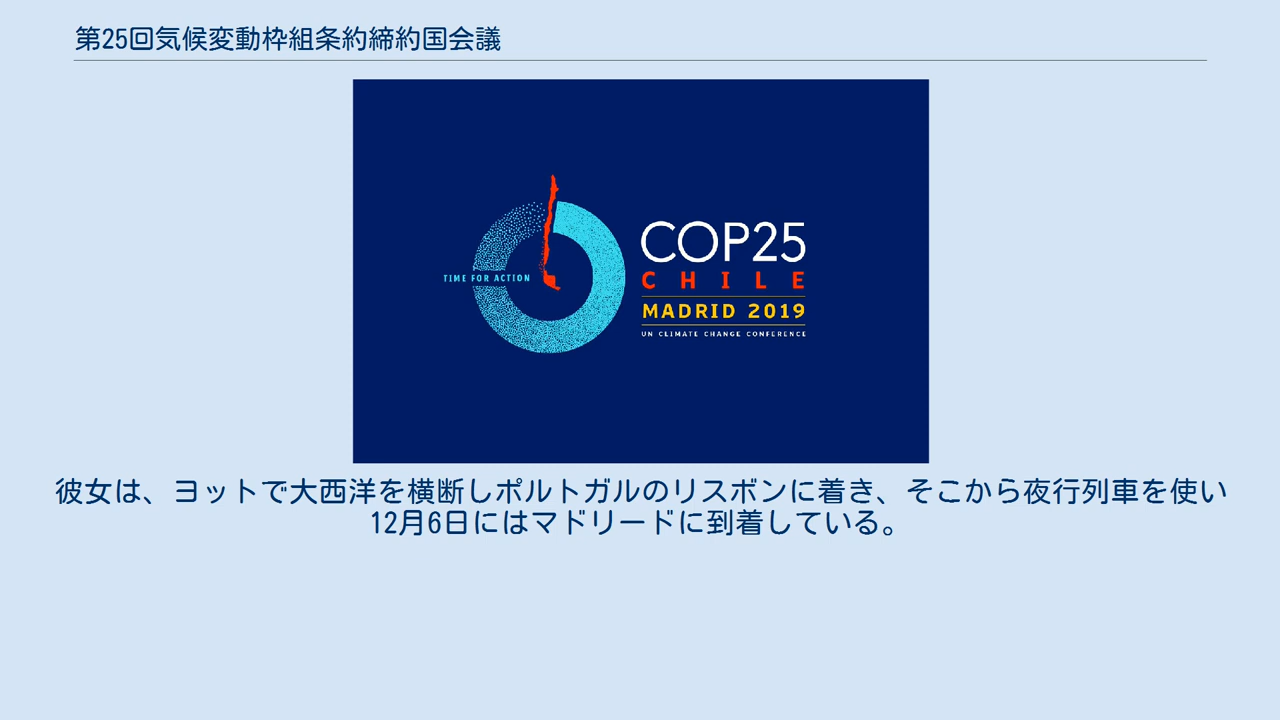 第25回気候変動枠組条約締約国会議
TIME FOR ACTION
COP25
CHILE
MADRID 2019
UN CLIMATE CHANGE CONFERENCE
彼女は、ヨットで大西洋を横断しポルトガルのリスボンに着き、そこから夜行列車を使い
12月6日にはマドリードに到着している。